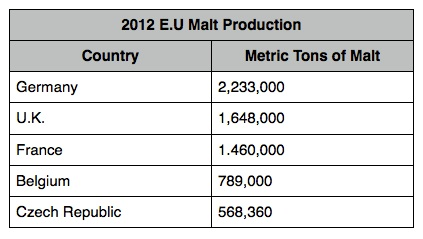 2012 E.U Malt Production
Country Metric Tons of Malt
Germany 2,233,000
U.K. 1,648,000
France 1.460,000
Belgium 789,000
Czech Republic 568,360